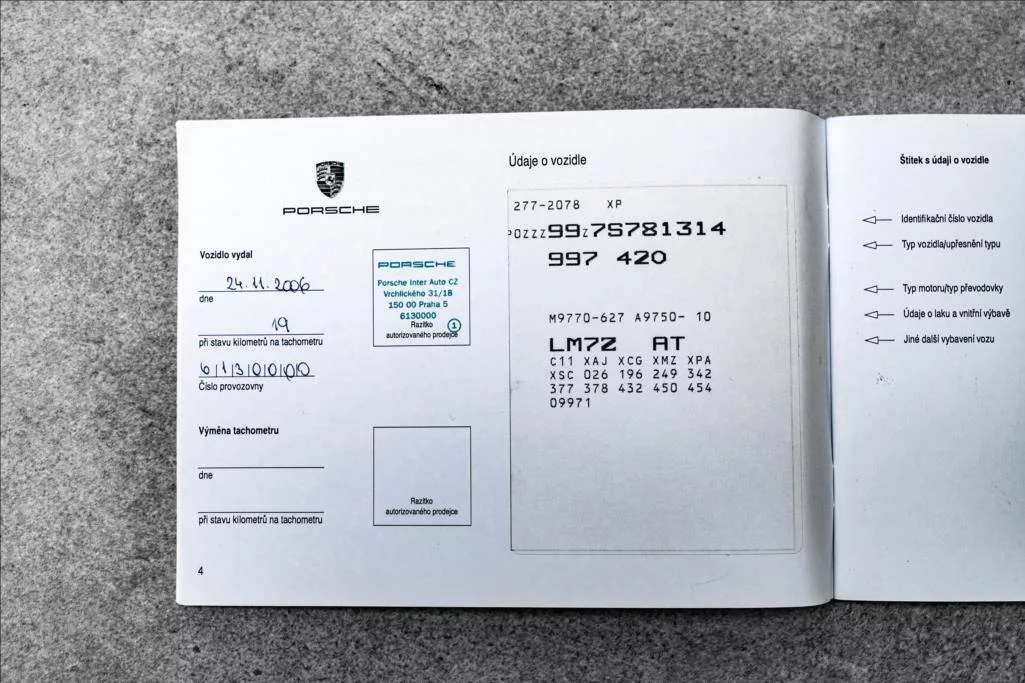 PORSCHE
Vozidlo vydal
24.11.2006
dne
19
při stavu kilometrů na tachometru
6130000
Číslo provozovny
PORSCHE
Porsche Inter Auto CZ
Vrchlického 31/18
150 00 Praha 5
6130000
1
Razítko
autorizovaného prodejce
Výměna tachometru
dne
při stavu kilometrů na tachometru
Razítko
autorizovaného prodejce
4
Údaje o vozidle
277-2078 XP
POZZZ99Z7S781314
997 420
M9770-627 A9750- 10
LM7Z AT
C11 XAJ XCG XMZ XPA
XSC 026 196 249 342
377 378 432 450 454
09971
Štítek s údaji o vozidle
Identifikační číslo vozidla
Typ vozidla/upřesnění typu
Typ motoru/typ převodovky
Údaje o laku a vnitřní výbavě
Jiné další vybavení vozu